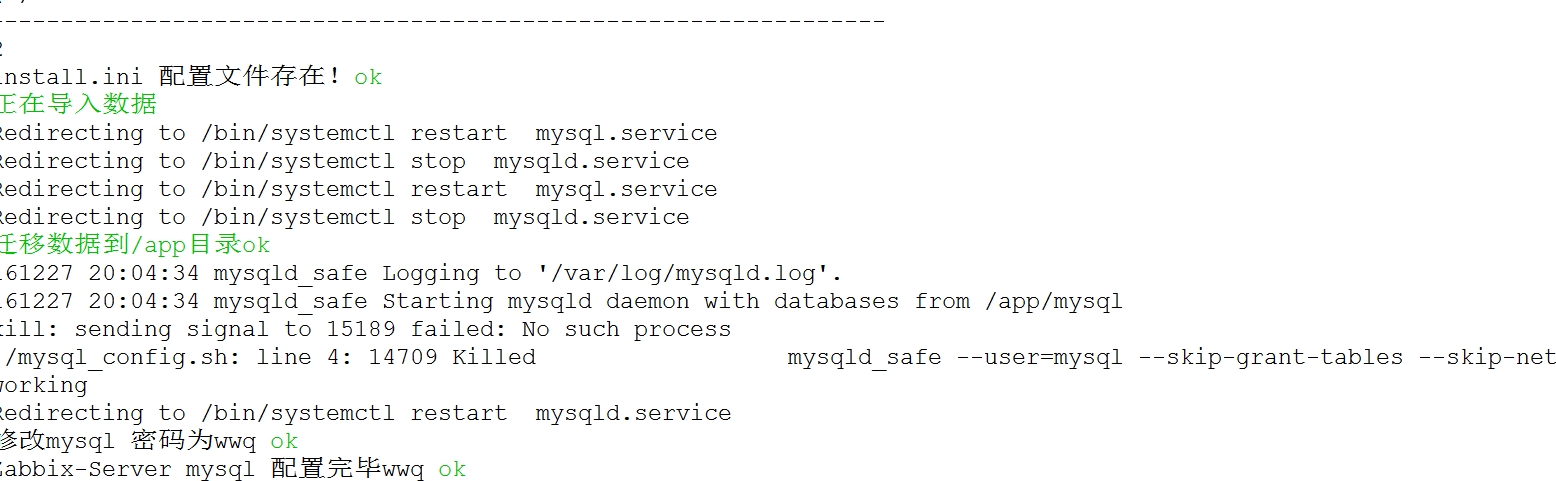 -----------------------------------------------------------------
2
install.ini 配置文件存在! ok
正在导入数据
Redirecting to /bin/systemctl restart  mysql.service
Redirecting to /bin/systemctl stop  mysqld.service
Redirecting to /bin/systemctl restart  mysql.service
Redirecting to /bin/systemctl stop  mysqld.service
迁移数据到/app目录ok
161227 20:04:34 mysqld_safe Logging to '/var/log/mysqld.log'.
161227 20:04:34 mysqld_safe Starting mysqld daemon with databases from /app/mysql
kill: sending signal to 15189 failed: No such process
/mysql_config.sh: line 4: 14709 Killed                  mysqld_safe --user=mysql --skip-grant-tables --skip-net
working
Redirecting to /bin/systemctl restart  mysqld.service
修改mysql 密码为wwq ok
Zabbix-Server mysql 配置完毕wwq ok